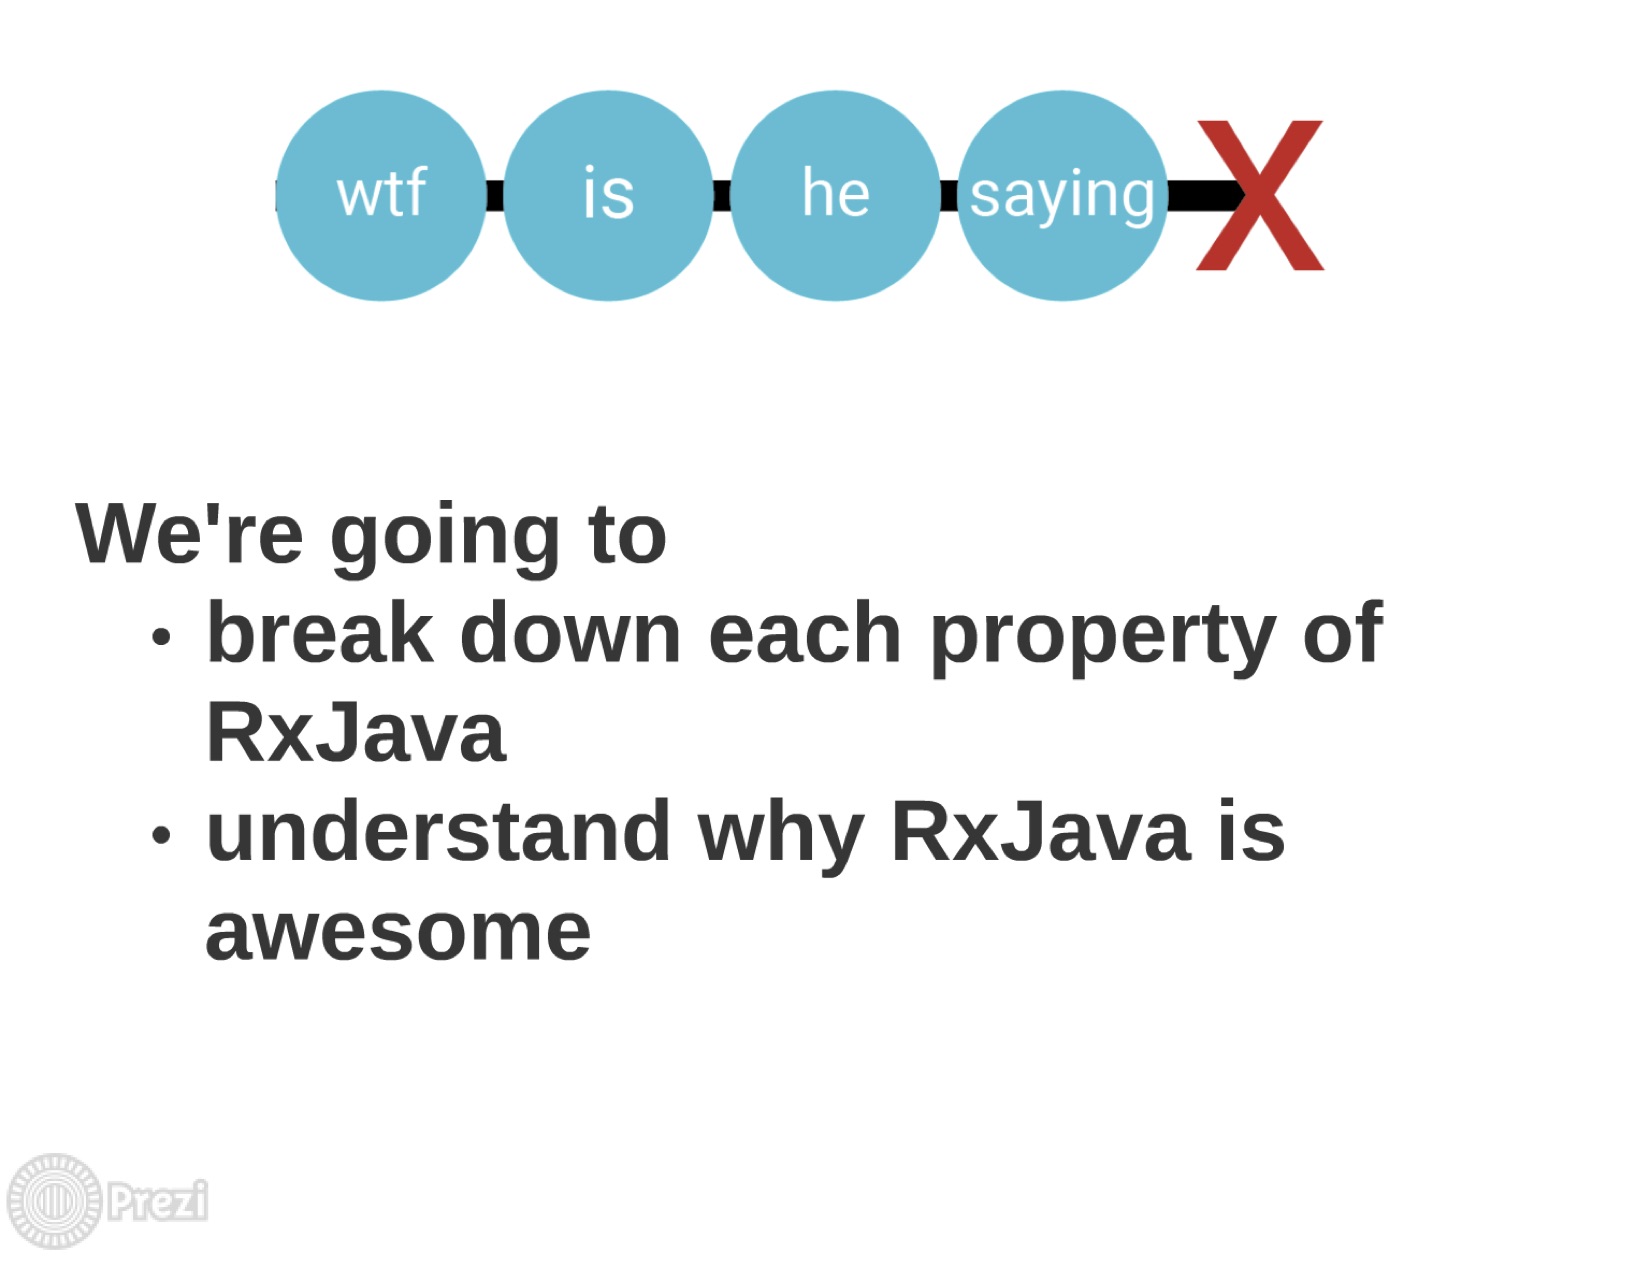 wtf is he saying X
We're going to
• break down each property of
RxJava
• understand why RxJava is
awesome
Prezi